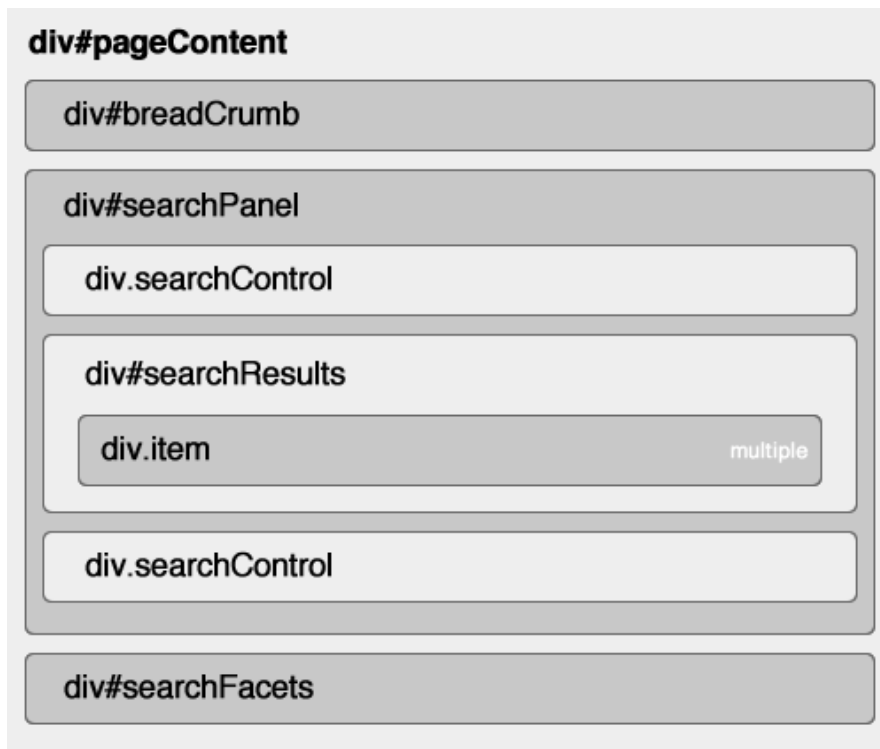 div#pageContent
div#breadCrumb
div#searchPanel
div.searchControl
div#searchResults
div.item
multiple
div.searchControl
div#searchFacets